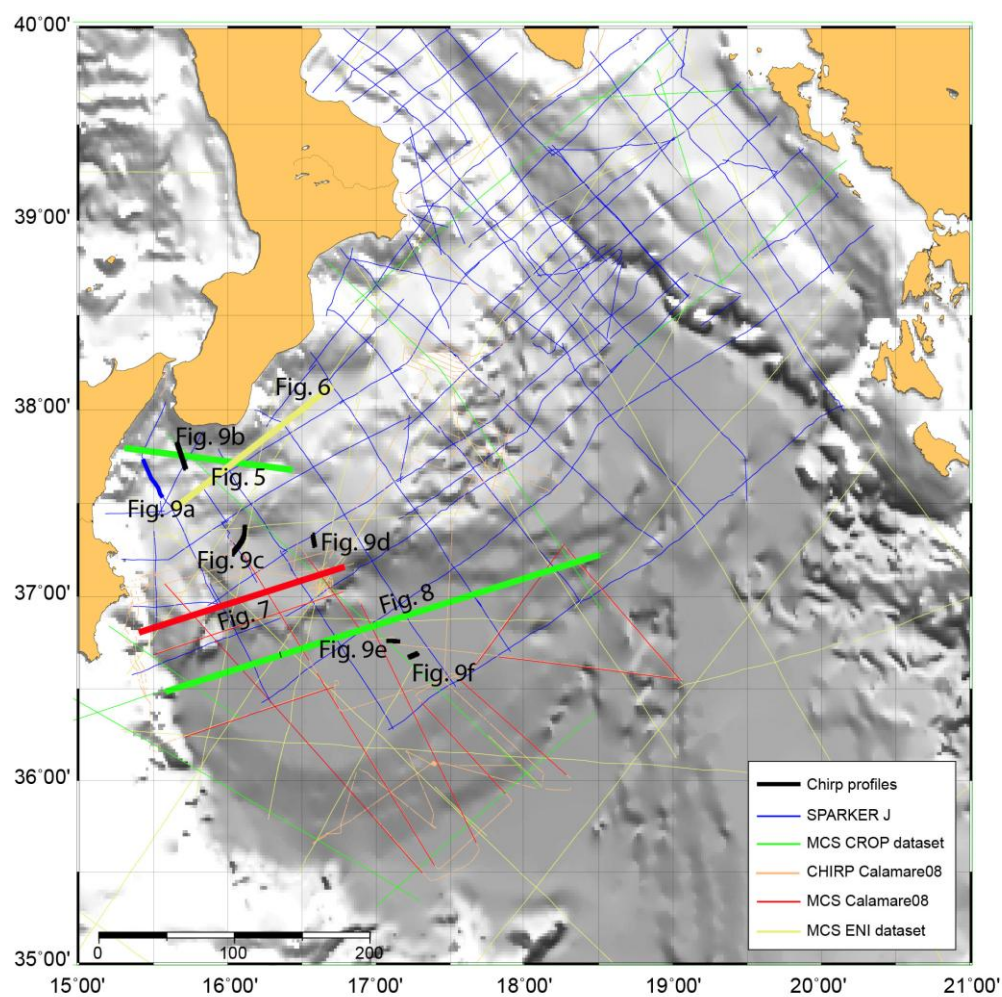 40°00'
39°00'
38°00'
37°00'
36°00'
35°00'
Fig. 6
Fig. 9b
Fig. 5
Fig. 9a
Fig. 9c
Fig. 9d
Fig. 7
Fig. 8
Fig. 9e
Fig. 9f
Chirp profiles
SPARKER J
MCS CROP dataset
CHIRP Calamare08
MCS Calamare08
MCS ENI dataset
0 100 200
15°00' 16°00' 17°00' 18°00' 19°00' 20°00' 21°00'